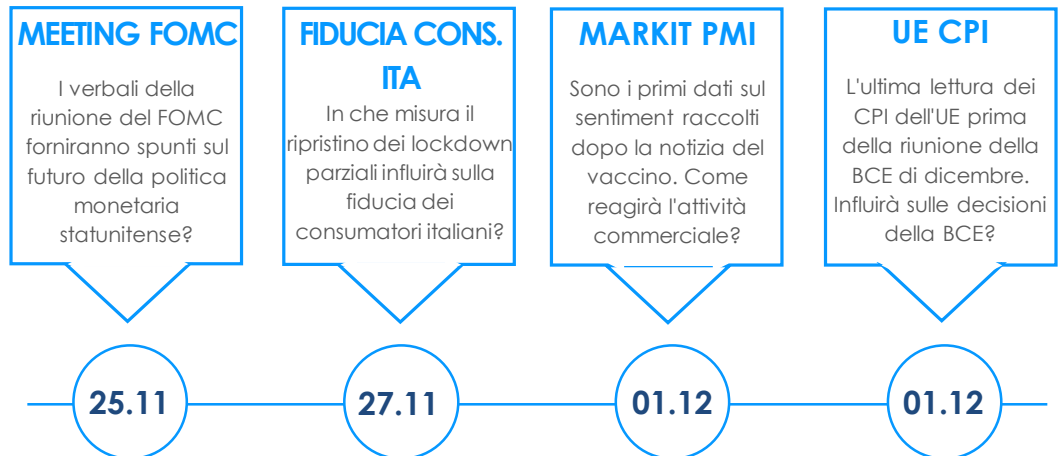 MEETING FOMC
I verbali della
riunione del FOMC
forniranno spunti sul
futuro della politica
monetaria
statunitense?
FIDUCIA CONS.
ITA
In che misura il
ripristino dei lockdown
parziali influirà sulla
fiducia dei
consumatori italiani?
MARKIT PMI
Sono i primi dati sul
sentiment raccolti
dopo la notizia del
vaccino. Come
reagirà l'attività
commerciale?
UE CPI
L'ultima lettura dei
CPI dell'UE prima
della riunione della
BCE di dicembre.
Influirà sulle decisioni
della BCE?
25.11
27.11
01.12
01.12